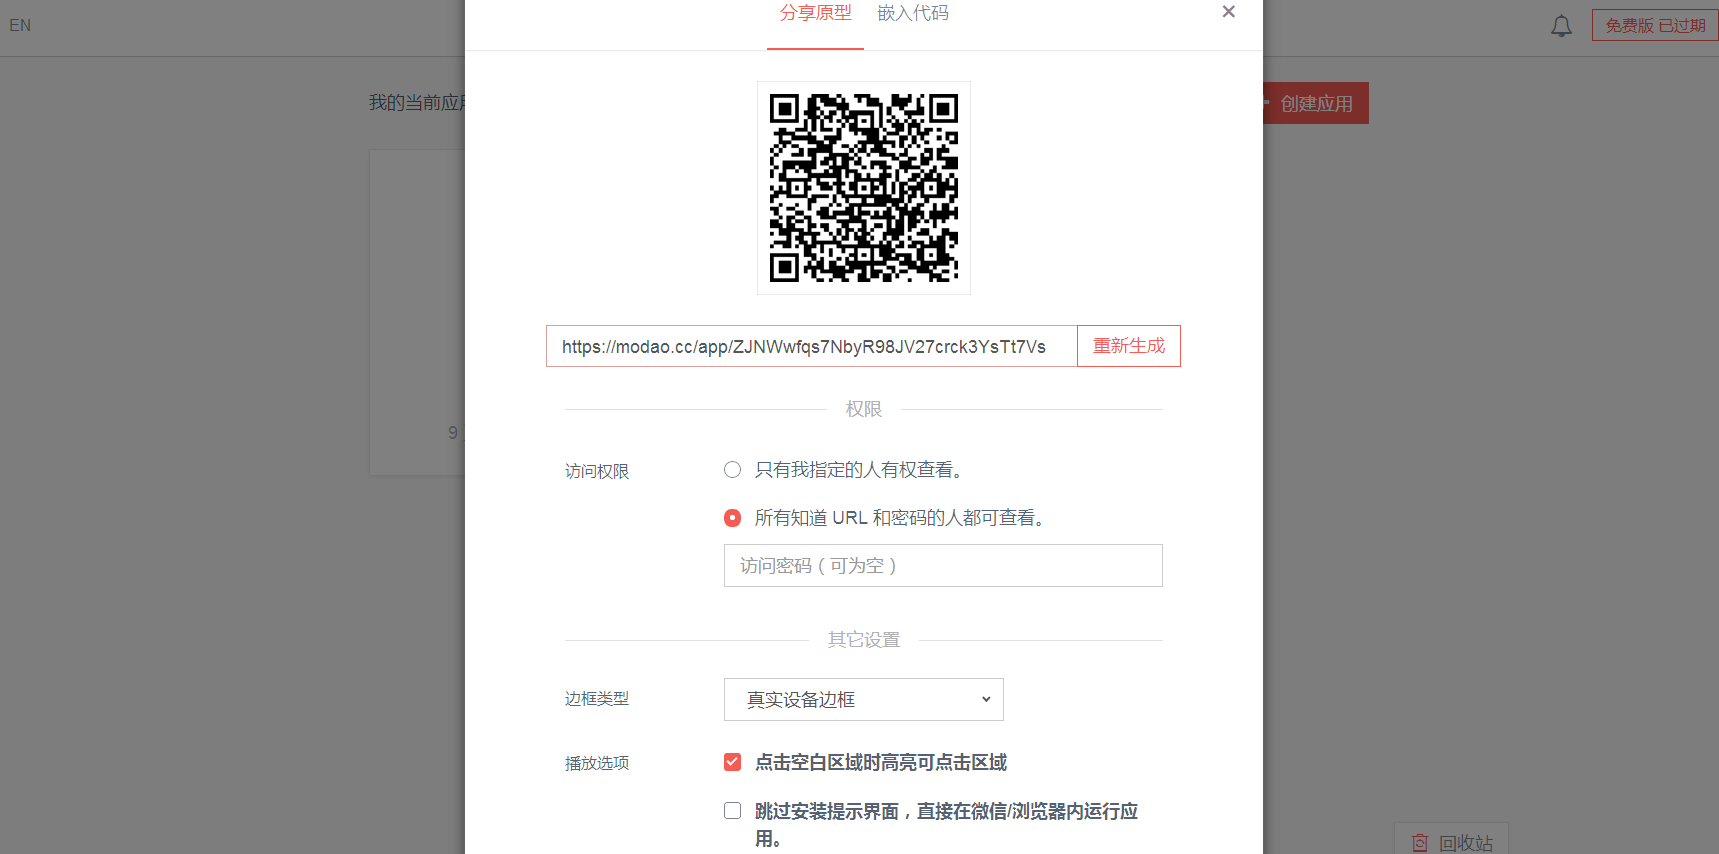 EN
分享原型 嵌入代码
免费版 已过期
我的当前应
创建应用
https://modao.cc/app/ZJNWwfqs7NbyR98JV27crck3YsTt7Vs
重新生成
权限
9
访问权限
只有我指定的人有权查看。
所有知道 URL 和密码的人都可查看。
访问密码 ( 可为空 )
其它设置
边框类型
真实设备边框
播放选项
点击空白区域时高亮可点击区域
跳过安装提示界面，直接在微信/浏览器内运行应
用。
回收站